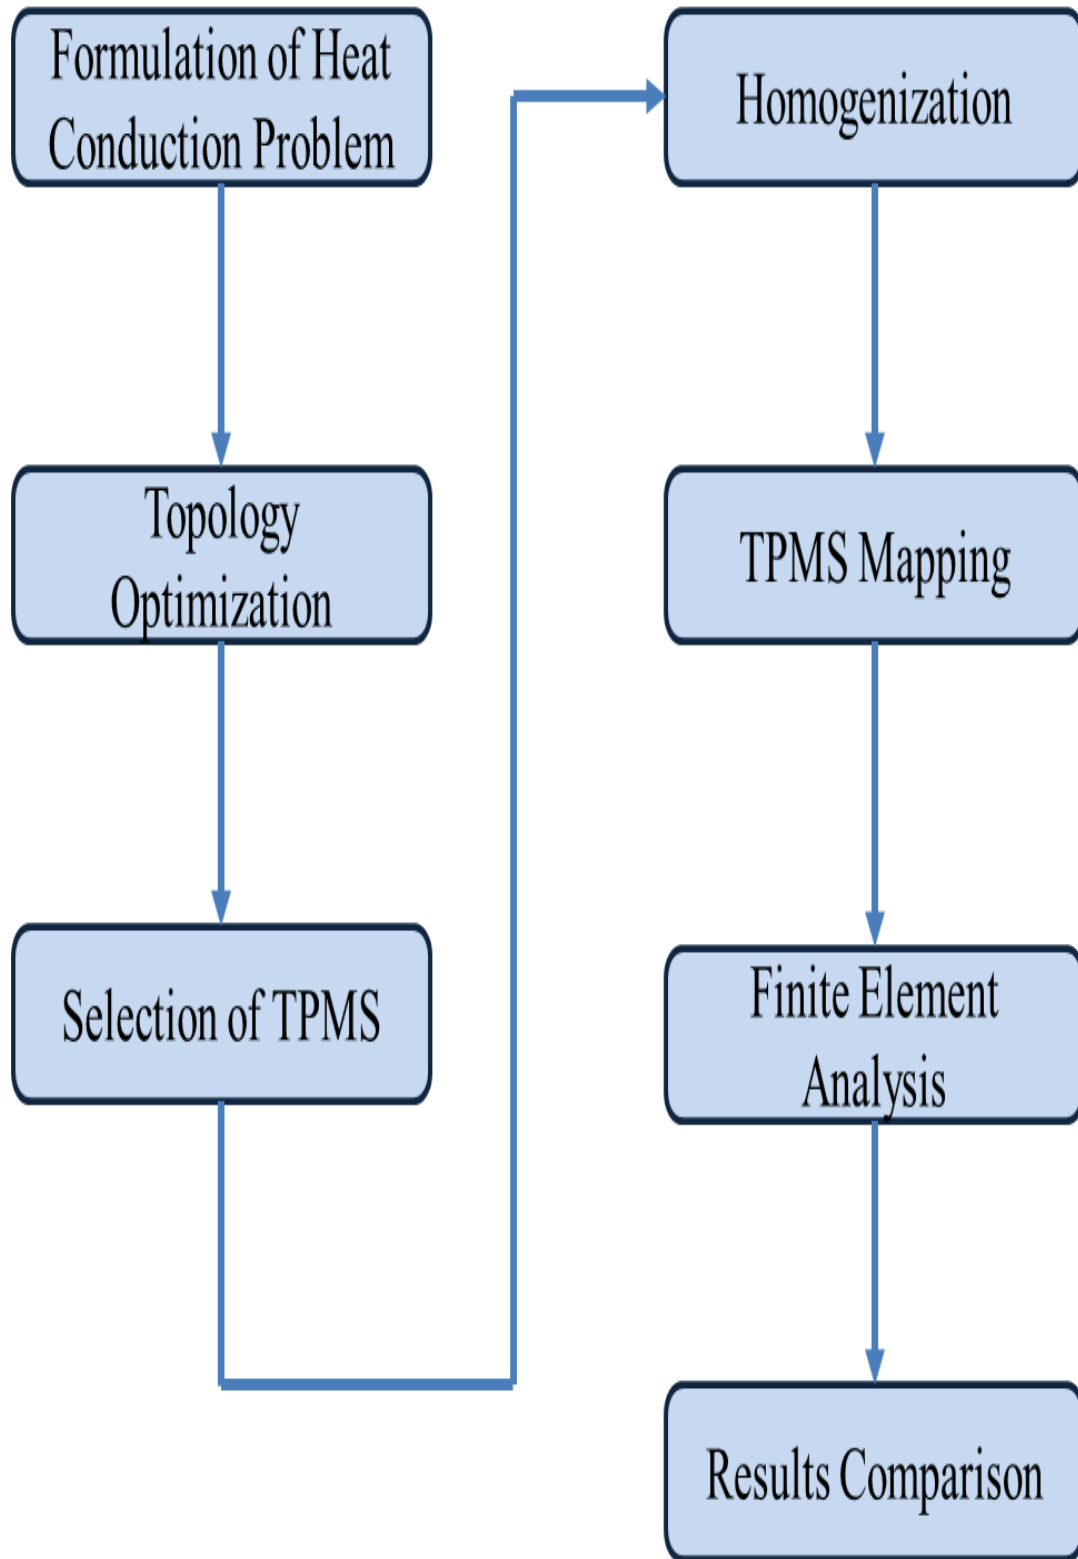 Formulation of Heat
Conduction Problem
Topology
Optimization
Selection of TPMS
Homogenization
TPMS Mapping
Finite Element
Analysis
Results Comparison